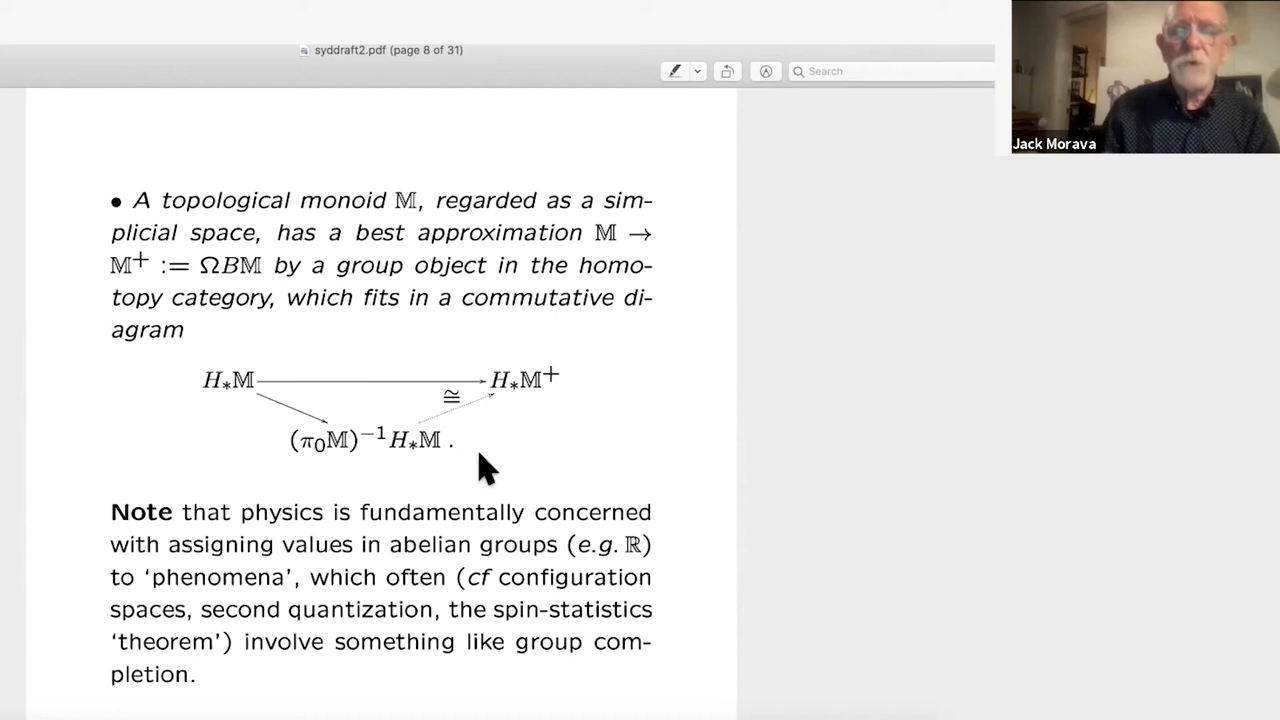 syddraft2.pdf (page 8 of 31)
Search
Jack Morava
• A topological monoid 𝕄, regarded as a sim-
plicial space, has a best approximation 𝕄 →
𝕄⁺ := ΩB𝕄 by a group object in the homo-
topy category, which fits in a commutative di-
agram
H∗𝕄 → H∗𝕄⁺
≅
(π₀𝕄)⁻¹H∗𝕄 .
Note that physics is fundamentally concerned
with assigning values in abelian groups (e.g. ℝ)
to ‘phenomena’, which often (cf configuration
spaces, second quantization, the spin-statistics
‘theorem’) involve something like group com-
pletion.